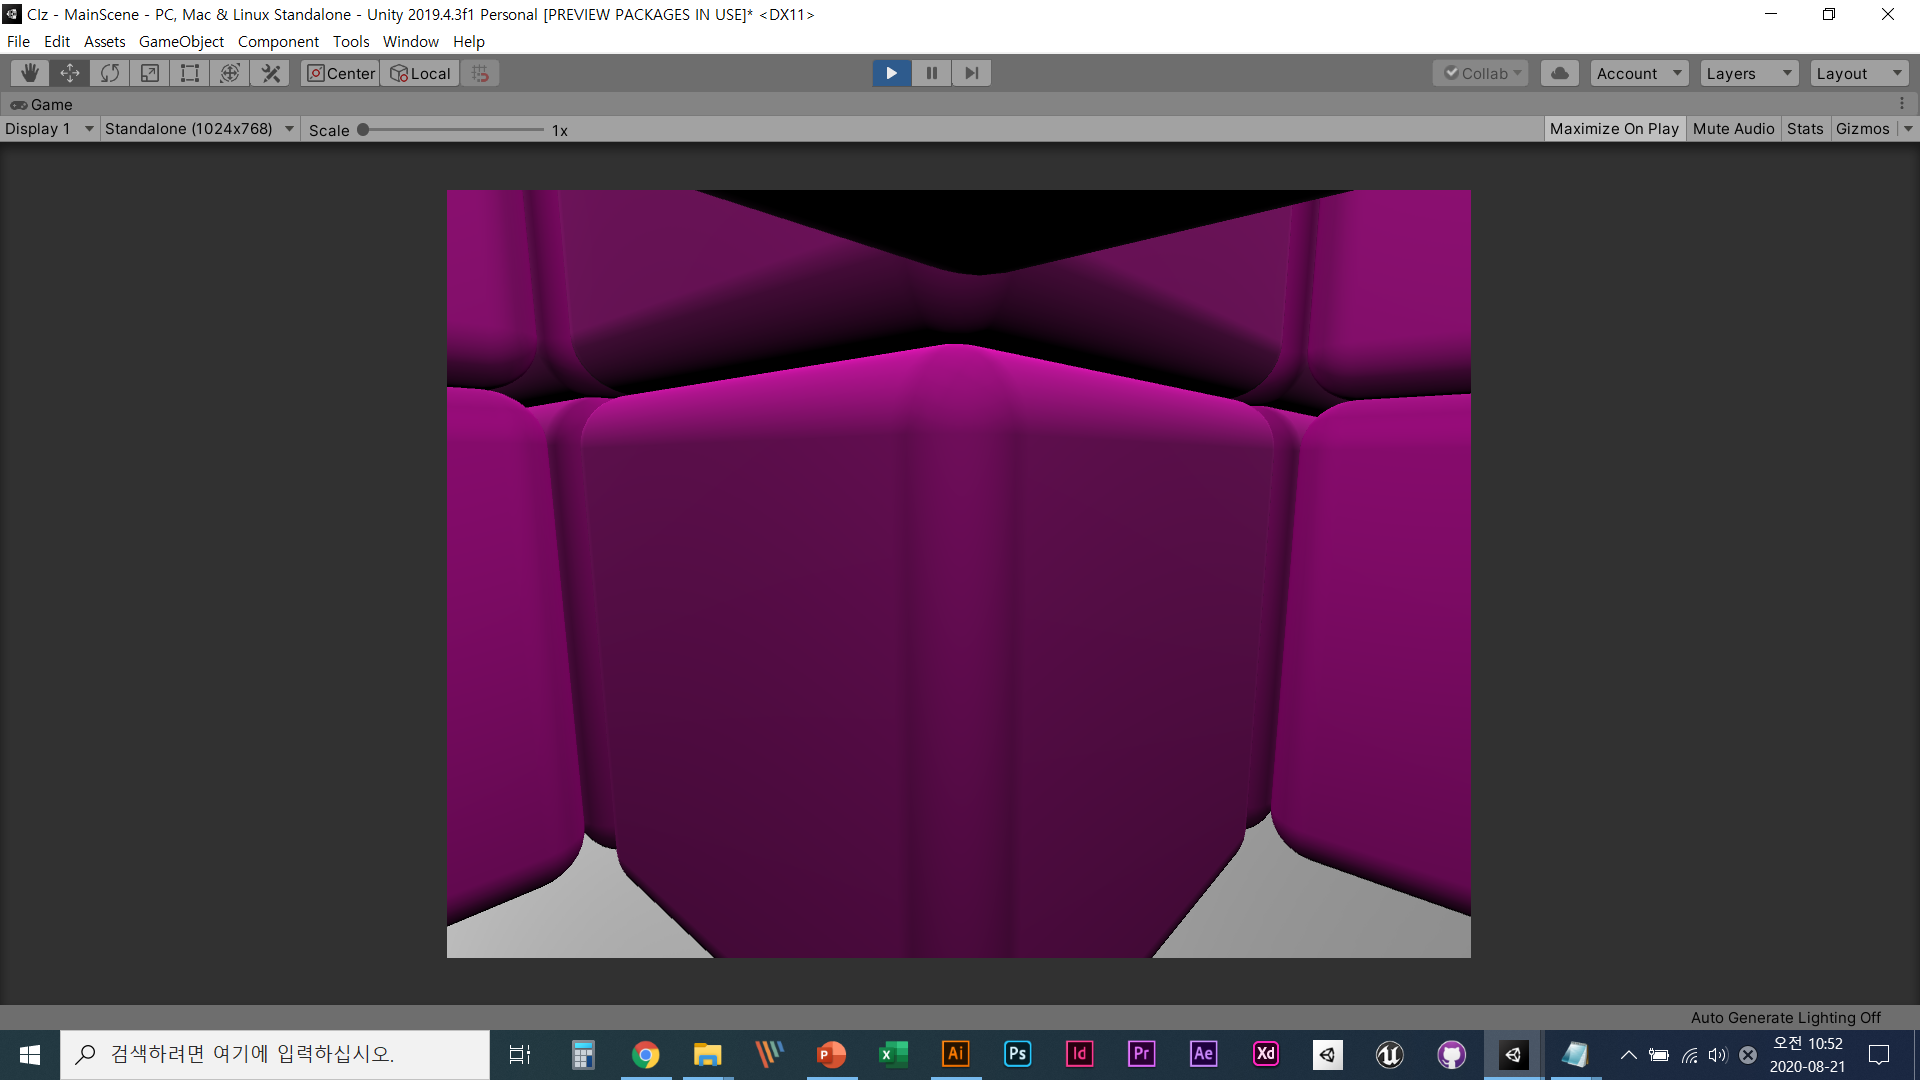 Clz - MainScene - PC, Mac & Linux Standalone - Unity 2019.4.3f1 Personal [PREVIEW PACKAGES IN USE]* <DX11>
File Edit Assets GameObject Component Tools Window Help
Center Local Collab Account Layers Layout
Game
Display 1 Standalone (1024x768) Scale 1x Maximize On Play Mute Audio Stats Gizmos
Auto Generate Lighting Off
검색하려면 여기에 입력하십시오.
P X Ai Ps Id Pr Ae Xd
오전 10:52
2020-08-21